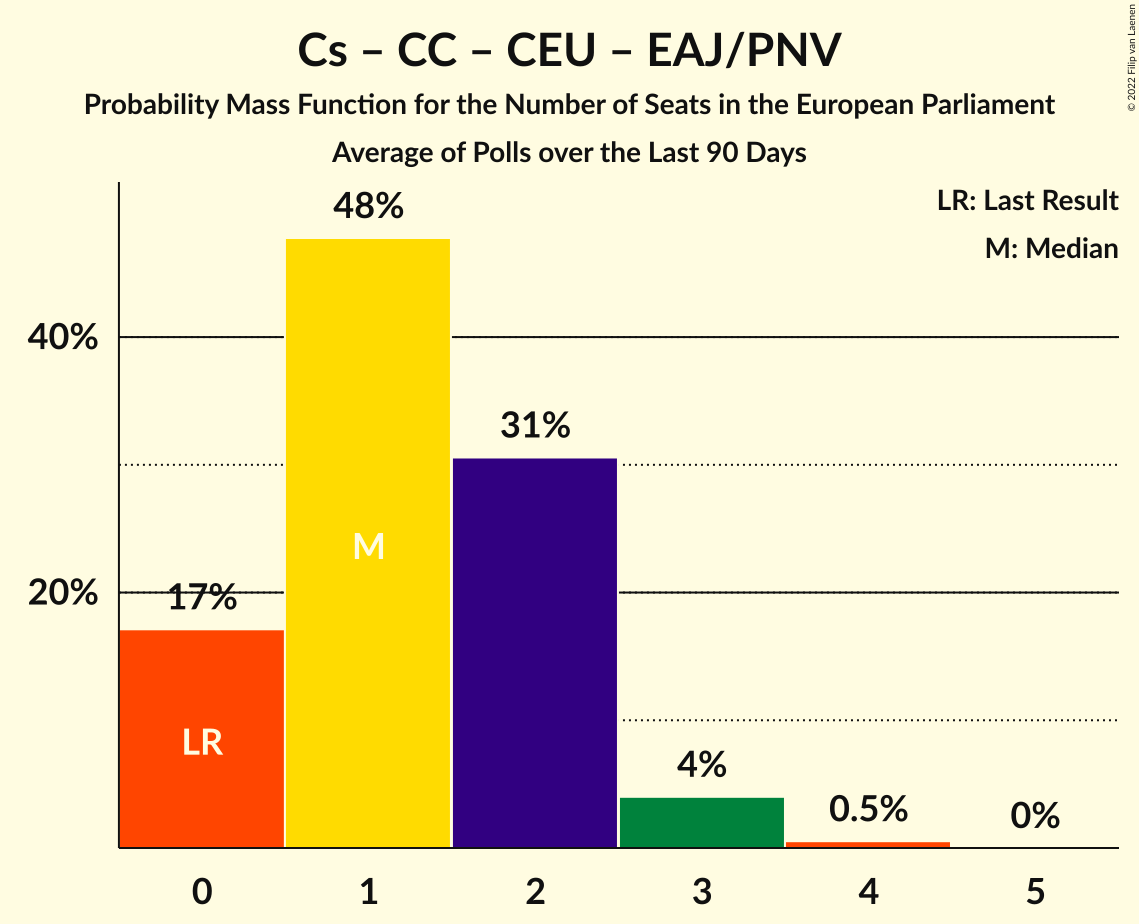 Cs – CC – CEU – EAJ/PNV
Probability Mass Function for the Number of Seats in the European Parliament
Average of Polls over the Last 90 Days
© 2022 Filip van Laenen
LR: Last Result
M: Median
48%
40%
31%
M
20%
17%
LR
4%
0.5%
0%
0 1 2 3 4 5